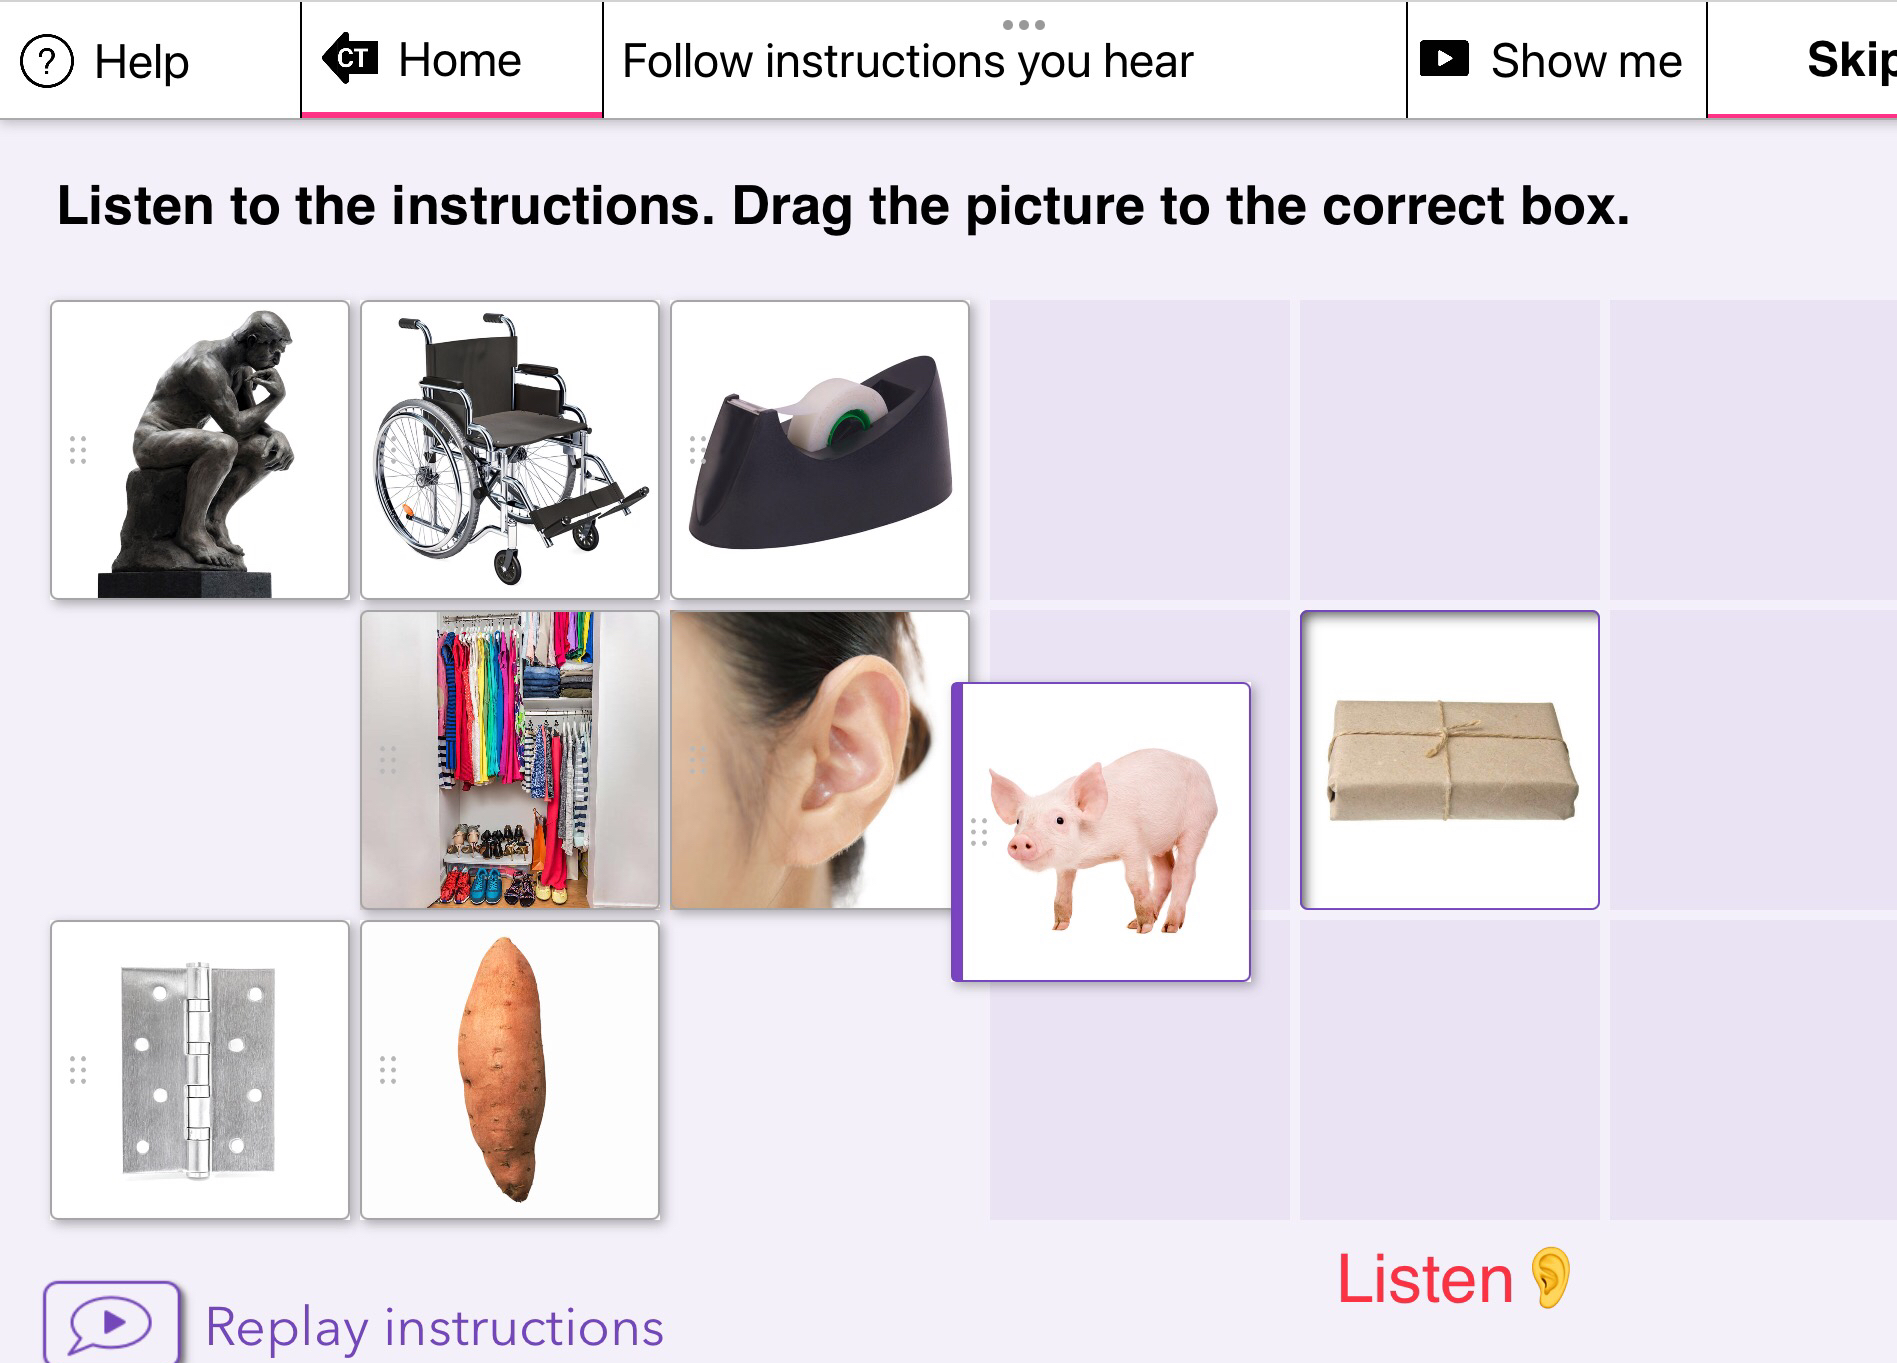 ? Help
CT Home
Follow instructions you hear
Show me
Skip
Listen to the instructions. Drag the picture to the correct box.
Listen
Replay instructions